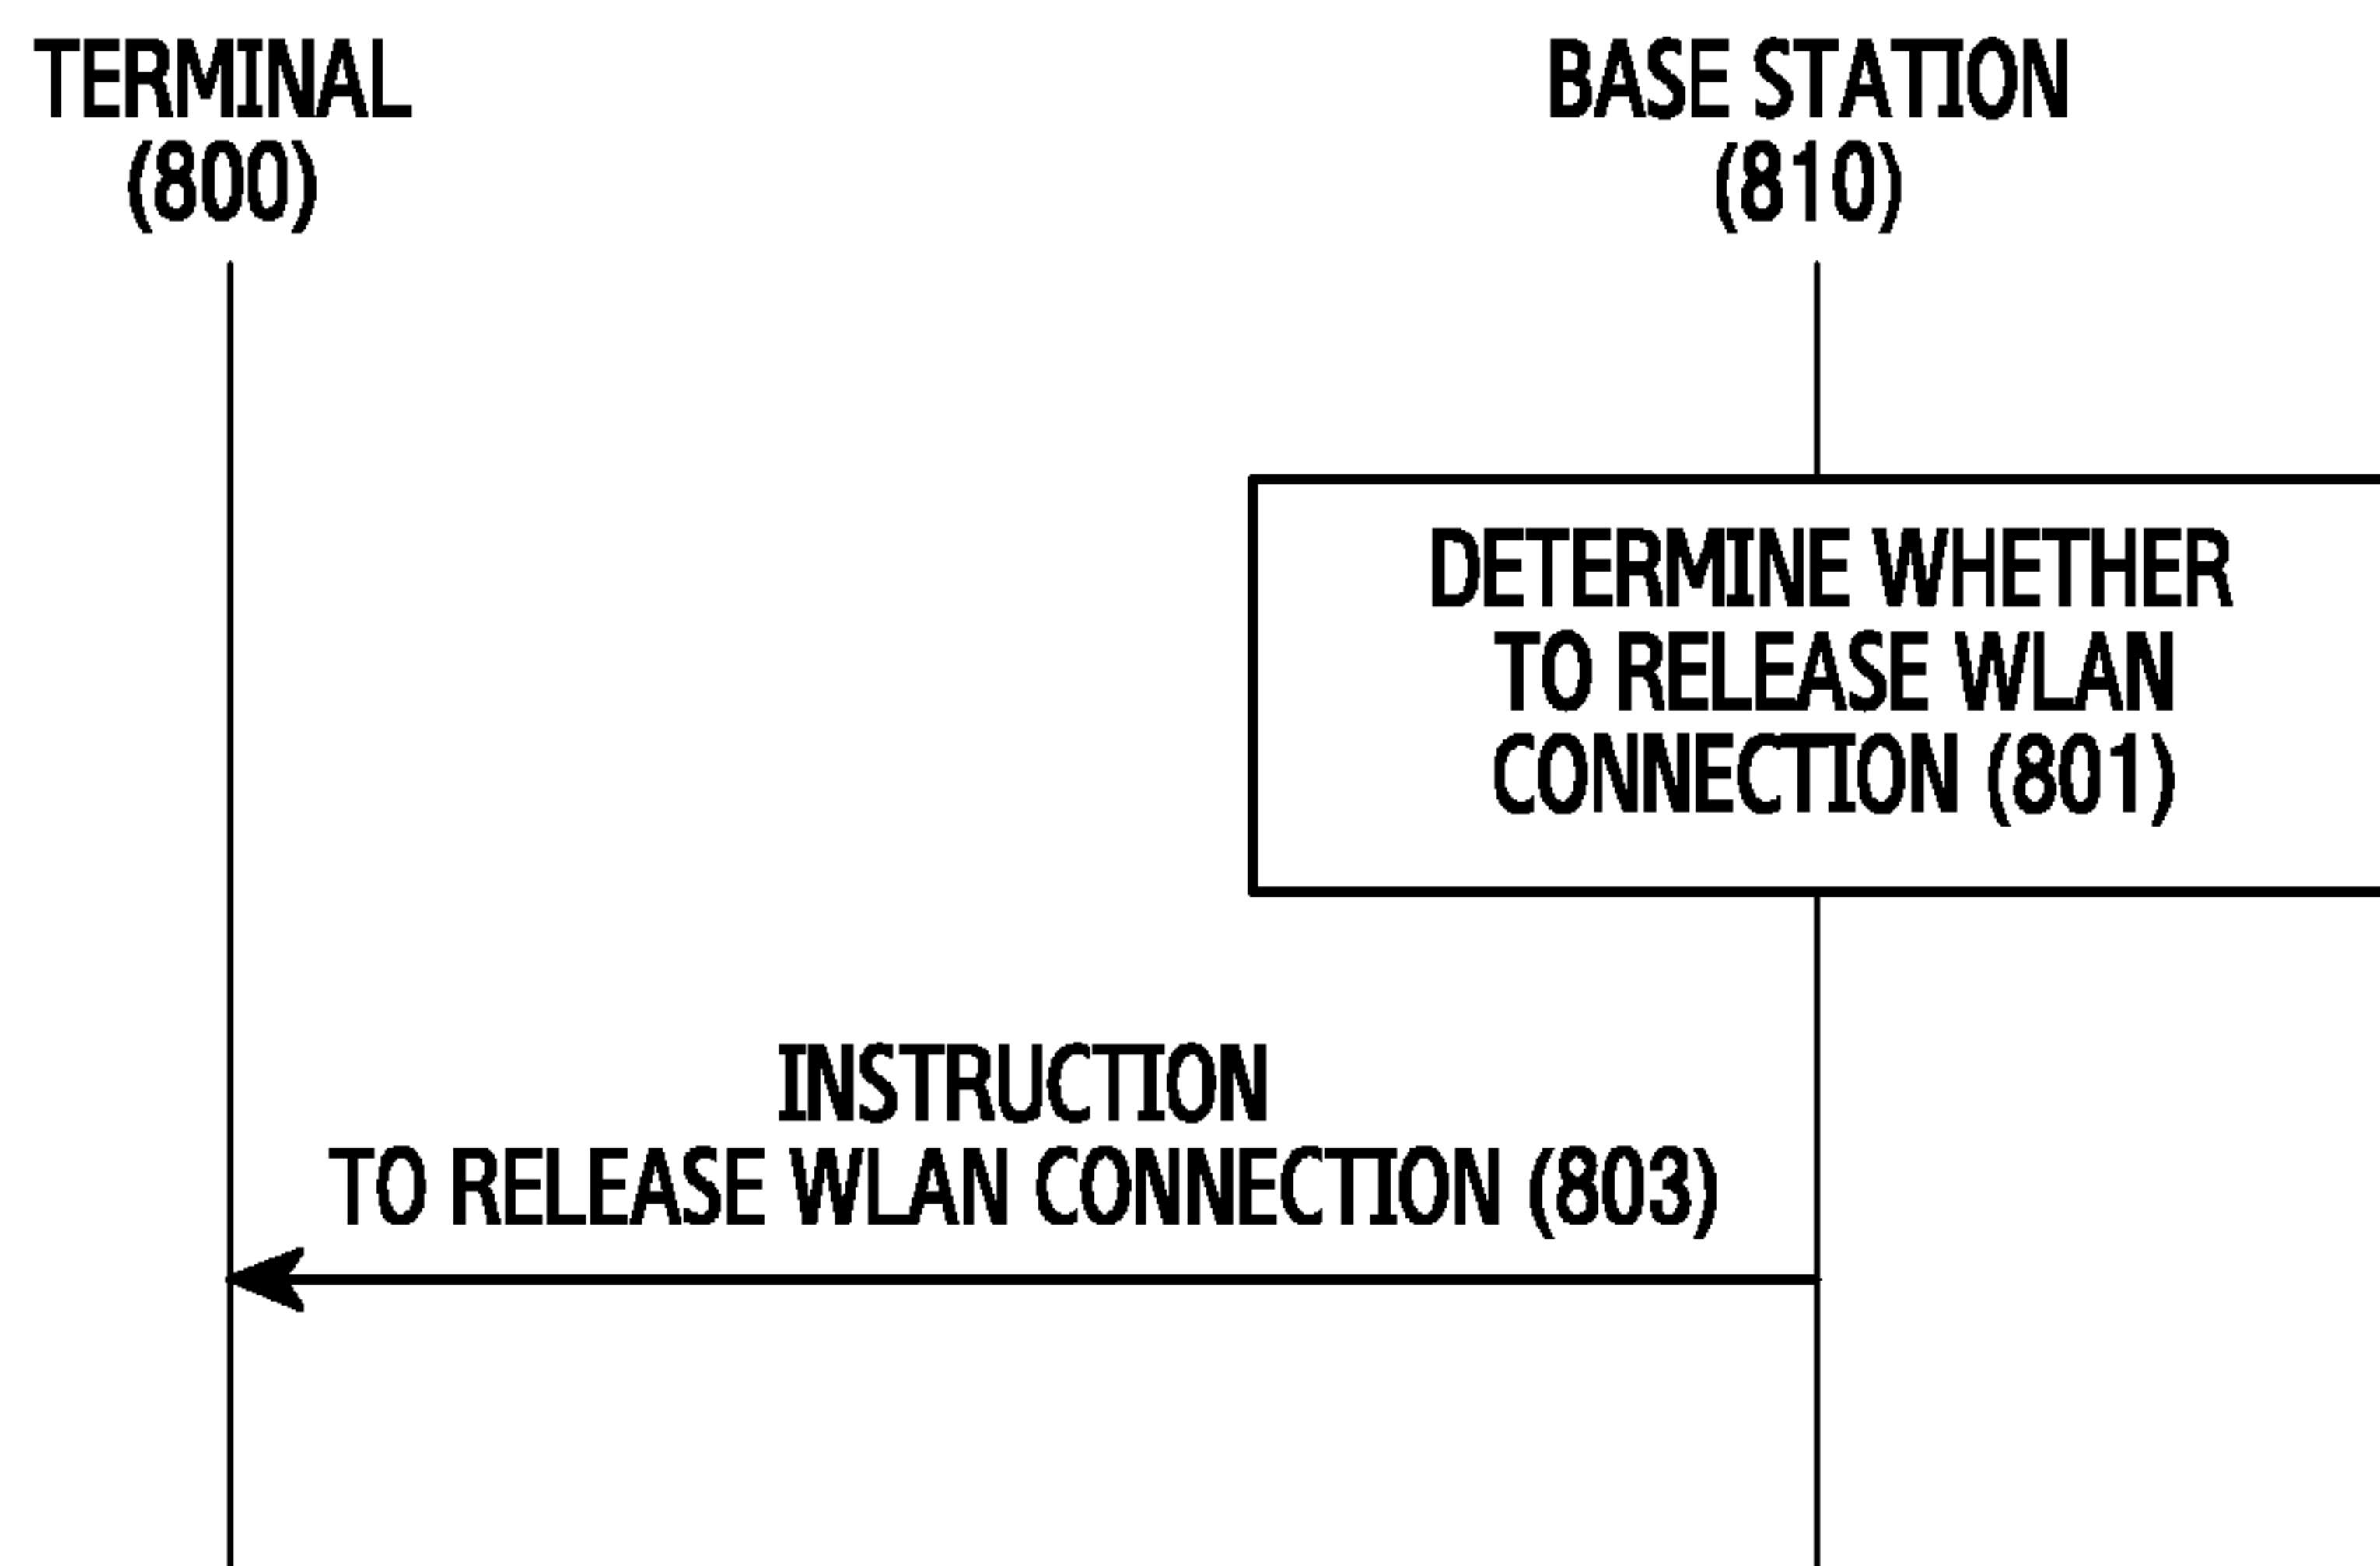 TERMINAL
(800)
BASE STATION
(810)
DETERMINE WHETHER
TO RELEASE WLAN
CONNECTION (801)
INSTRUCTION
TO RELEASE WLAN CONNECTION (803)